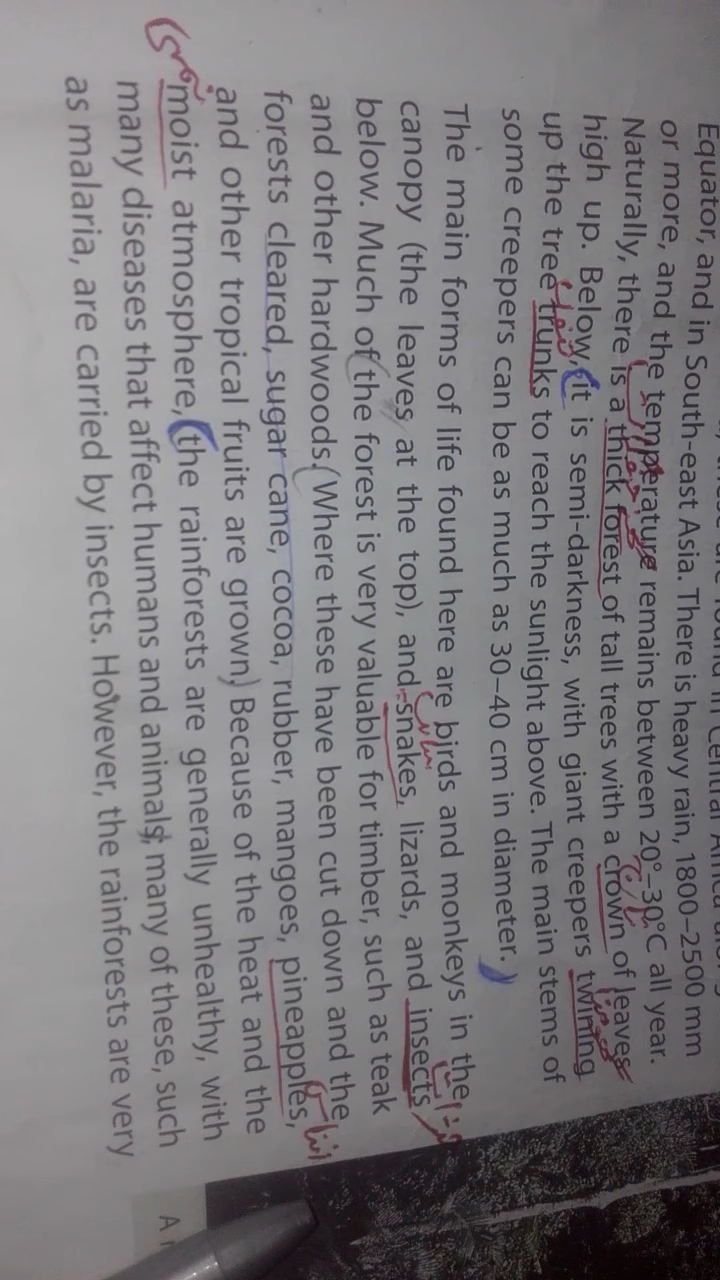 Equator, and in South-east Asia. There is heavy rain, 1800–2500 mm
or more, and the temperature remains between 20°–30°C all year.
Naturally, there is a thick forest of tall trees with a crown of leaves
high up. Below, it is semi-darkness, with giant creepers twining
up the tree trunks to reach the sunlight above. The main stems of
some creepers can be as much as 30–40 cm in diameter.
The main forms of life found here are birds and monkeys in the
canopy (the leaves at the top), and snakes, lizards, and insects
below. Much of the forest is very valuable for timber, such as teak
and other hardwoods. Where these have been cut down and the
forests cleared, sugar cane, cocoa, rubber, mangoes, pineapples,
and other tropical fruits are grown. Because of the heat and the
moist atmosphere, the rainforests are generally unhealthy, with
many diseases that affect humans and animals; many of these, such
as malaria, are carried by insects. However, the rainforests are very